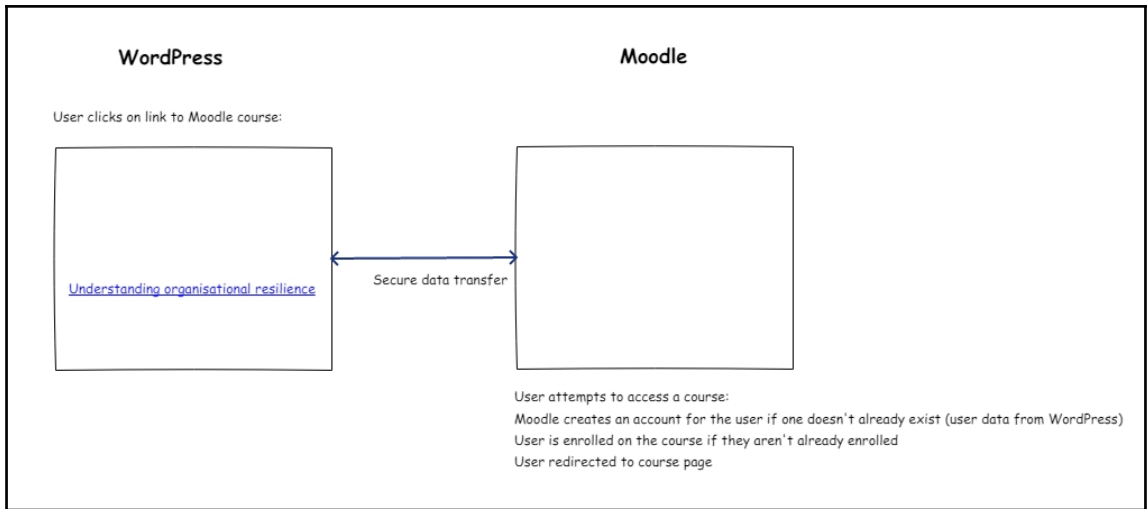 WordPress
Moodle
User clicks on link to Moodle course:
Understanding organisational resilience
Secure data transfer
User attempts to access a course:
Moodle creates an account for the user if one doesn't already exist (user data from WordPress)
User is enrolled on the course if they aren't already enrolled
User redirected to course page